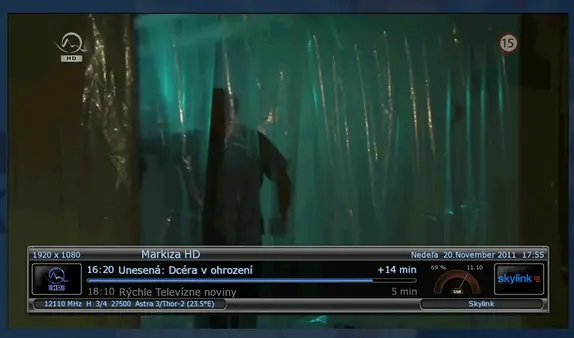 HD
15
1920 x 1080 Markiza HD Nedeľa 20.November 2011 17:55
16:20 Unesená: Dcéra v ohrození +14 min
18:10 Rýchle Televízne noviny 5 min
HD
69 % 11.10
SNR
skylink
12110 MHz H 3/4 27500 Astra 3/Thor-2 (23.5°E) Skylink